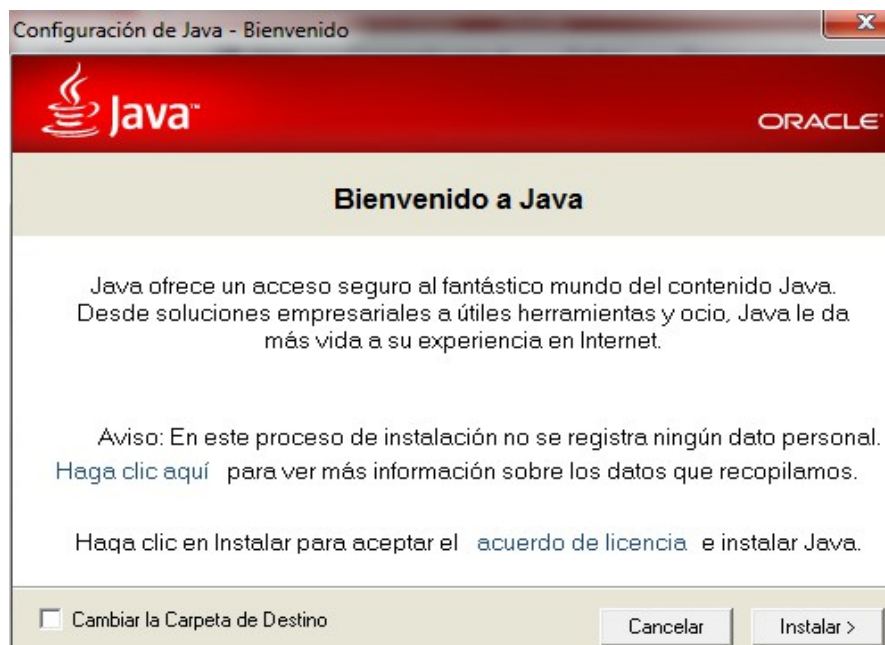 Configuración de Java - Bienvenido
Java™
ORACLE
Bienvenido a Java
Java ofrece un acceso seguro al fantástico mundo del contenido Java.
Desde soluciones empresariales a útiles herramientas y ocio, Java le da
más vida a su experiencia en Internet.
Aviso: En este proceso de instalación no se registra ningún dato personal.
Haga clic aquí para ver más información sobre los datos que recopilamos.
Haga clic en Instalar para aceptar el acuerdo de licencia e instalar Java.
Cambiar la Carpeta de Destino
Cancelar
Instalar >